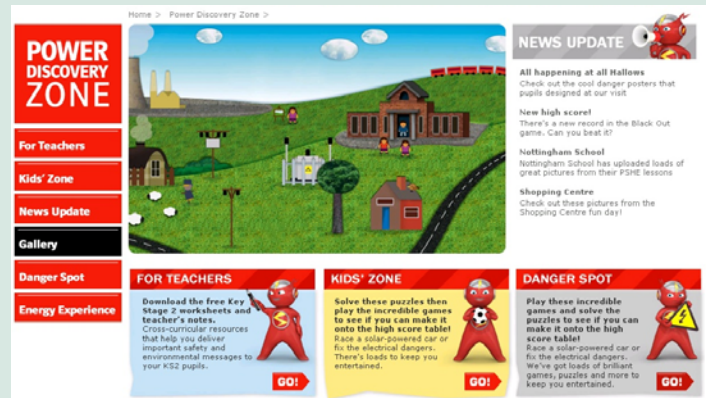 Home > Power Discovery Zone >
POWER
DISCOVERY
ZONE
For Teachers
Kids' Zone
News Update
Gallery
Danger Spot
Energy Experience
NEWS UPDATE
All happening at all Hallows
Check out the cool danger posters that
pupils designed at our visit
New high score!
There's a new record in the Black Out
game. Can you beat it?
Nottingham School
Nottingham School has uploaded loads of
great pictures from their PSHE lessons
Shopping Centre
Check out these pictures from the
Shopping Centre fun day!
FOR TEACHERS
Download the free Key
Stage 2 worksheets and
teacher's notes.
Cross-curricular resources
that help you deliver
important safety and
environmental messages to
your KS2 pupils.
GO!
KIDS' ZONE
Solve these puzzles then
play the incredible games
to see if you can make it
onto the high score table!
Race a solar-powered car or
fix the electrical dangers.
There's loads to keep you
entertained.
GO!
DANGER SPOT
Play these incredible
games and solve the
puzzles to see if you can
make it onto the high
score table!
Race a solar-powered car or
fix the electrical dangers.
We've got loads of brilliant
games, puzzles and more to
keep you entertained.
GO!